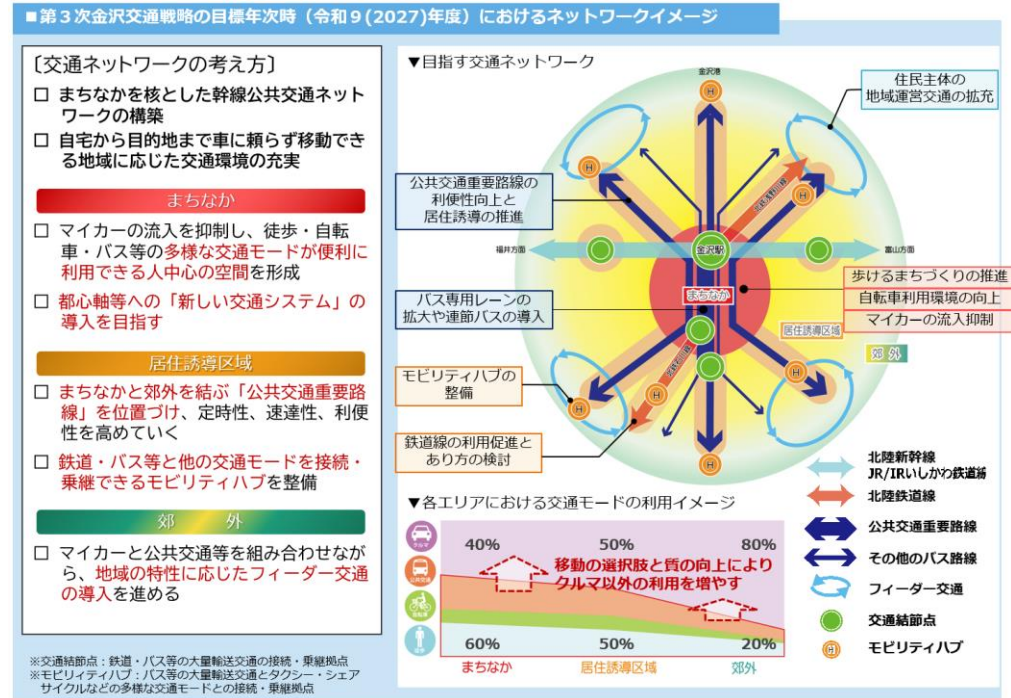 ■第３次金沢交通戦略の目標年次時（令和９(2027)年度）におけるネットワークイメージ
〔交通ネットワークの考え方〕
□ まちなかを核とした幹線公共交通ネット
ワークの構築
□ 自宅から目的地まで車に頼らず移動でき
る地域に応じた交通環境の充実
まちなか
□ マイカーの流入を抑制し、徒歩・自転
車・バス等の多様な交通モードが便利に
利用できる人中心の空間を形成
□ 都心軸等への「新しい交通システム」の
導入を目指す
居住誘導区域
□ まちなかと郊外を結ぶ「公共交通重要路
線」を位置づけ、定時性、速達性、利便
性を高めていく
□ 鉄道・バス等と他の交通モードを接続・
乗継できるモビリティハブを整備
郊 外
□ マイカーと公共交通等を組み合わせなが
ら、地域の特性に応じたフィーダー交通
の導入を進める
※交通結節点：鉄道・バス等の大量輸送交通の接続・乗継拠点
※モビリィティハブ：バス等の大量輸送交通とタクシー・シェア
サイクルなどの多様な交通モードとの接続・乗継拠点
▼目指す交通ネットワーク
金沢港
住民主体の
地域運営交通の拡充
公共交通重要路線の
利便性向上と
居住誘導の推進
北鉄浅野川線
福井方面
金沢駅
富山方面
バス専用レーンの
拡大や連節バスの導入
まちなか
歩けるまちづくりの推進
自転車利用環境の向上
マイカーの流入抑制
居住誘導区域
郊 外
北鉄石川線
モビリティハブの
整備
鉄道線の利用促進と
あり方の検討
H
H
H
H
H
H
H
北陸新幹線
JR/IRいしかわ鉄道線
北陸鉄道線
公共交通重要路線
その他のバス路線
フィーダー交通
交通結節点
H モビリティハブ
▼各エリアにおける交通モードの利用イメージ
クルマ
公共交通
自転車
徒歩
40% 50% 80%
移動の選択肢と質の向上により
クルマ以外の利用を増やす
60% 50% 20%
まちなか 居住誘導区域 郊外